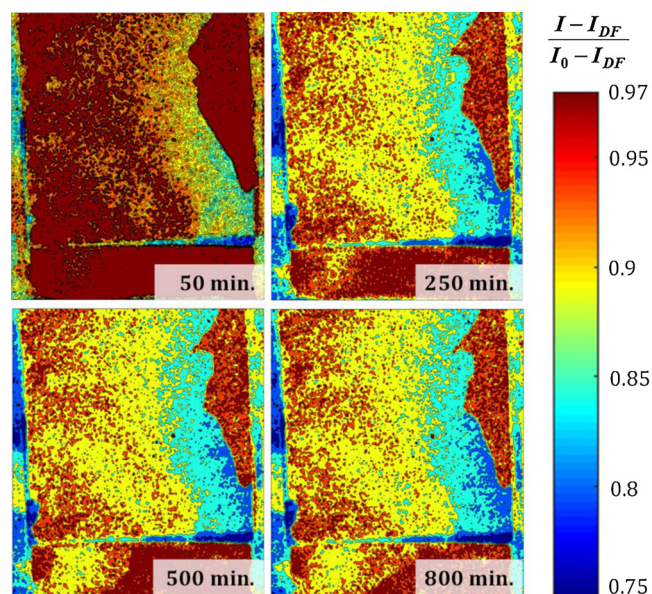 50 min.
250 min.
500 min.
800 min.
I − I_DF
I_0 − I_DF
0.97
0.95
0.9
0.85
0.8
0.75